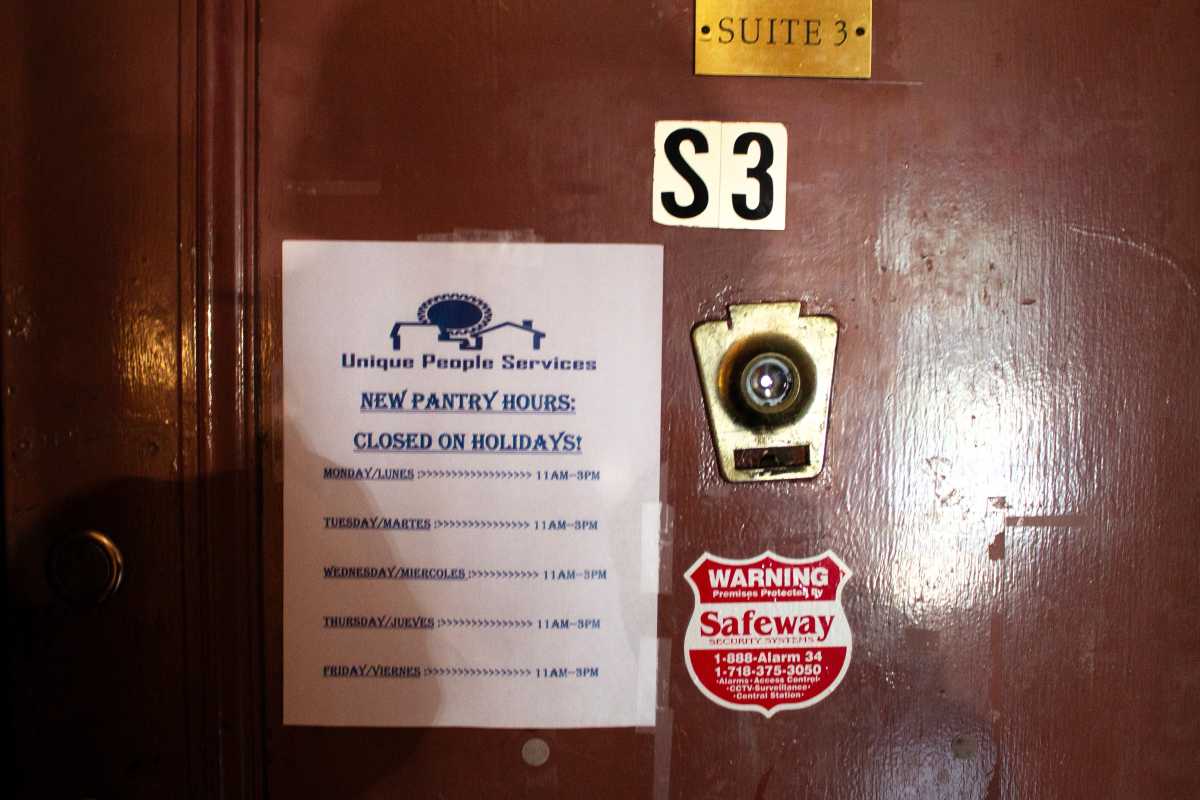 SUITE 3
S3
Unique People Services
NEW PANTRY HOURS:
CLOSED ON HOLIDAYS!
MONDAY/LUNES :>>>>>>>>>>>>>>>>> 11AM-3PM
TUESDAY/MARTES :>>>>>>>>>>>>>>> 11AM-3PM
WEDNESDAY/MIERCOLES :>>>>>>>>>>> 11AM-3PM
THURSDAY/JUEVES :>>>>>>>>>>>>>>> 11AM-3PM
FRIDAY/VIERNES :>>>>>>>>>>>>>>>>> 11AM-3PM
WARNING
Premises Protected By
Safeway
SECURITY SYSTEMS
1-888-Alarm 34
1-718-375-3050
·Alarms·Access Control·
·CCTV·Surveillance·
·Central Station·